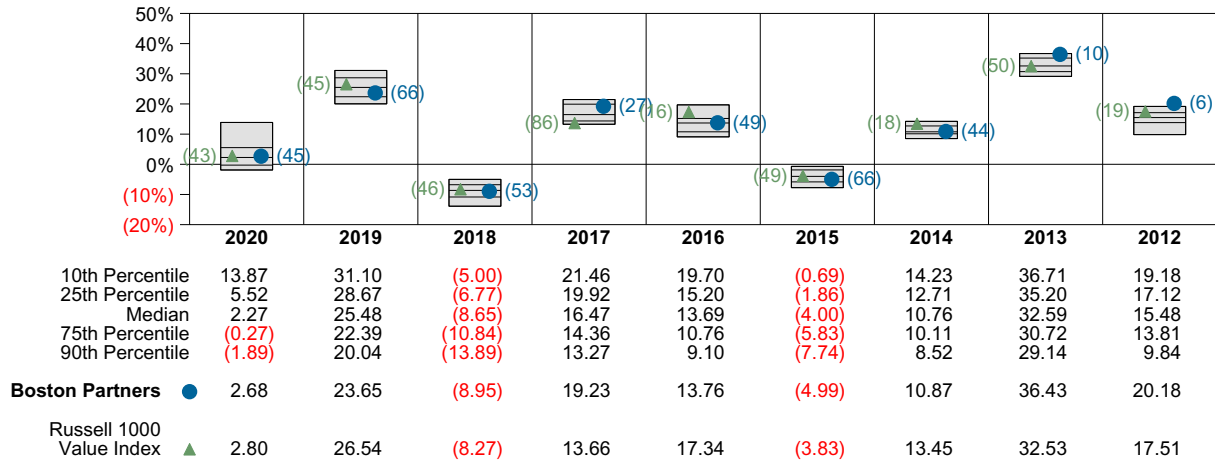 50%
40%
30%
20%
10%
0%
(10%)
(20%)
(43) (45)
(45) (66)
(46) (53)
(86) (27)
(16) (49)
(49) (66)
(18) (44)
(50) (10)
(19) (6)
2020 2019 2018 2017 2016 2015 2014 2013 2012
10th Percentile 13.87 31.10 (5.00) 21.46 19.70 (0.69) 14.23 36.71 19.18
25th Percentile 5.52 28.67 (6.77) 19.92 15.20 (1.86) 12.71 35.20 17.12
Median 2.27 25.48 (8.65) 16.47 13.69 (4.00) 10.76 32.59 15.48
75th Percentile (0.27) 22.39 (10.84) 14.36 10.76 (5.83) 10.11 30.72 13.81
90th Percentile (1.89) 20.04 (13.89) 13.27 9.10 (7.74) 8.52 29.14 9.84
Boston Partners 2.68 23.65 (8.95) 19.23 13.76 (4.99) 10.87 36.43 20.18
Russell 1000
Value Index 2.80 26.54 (8.27) 13.66 17.34 (3.83) 13.45 32.53 17.51